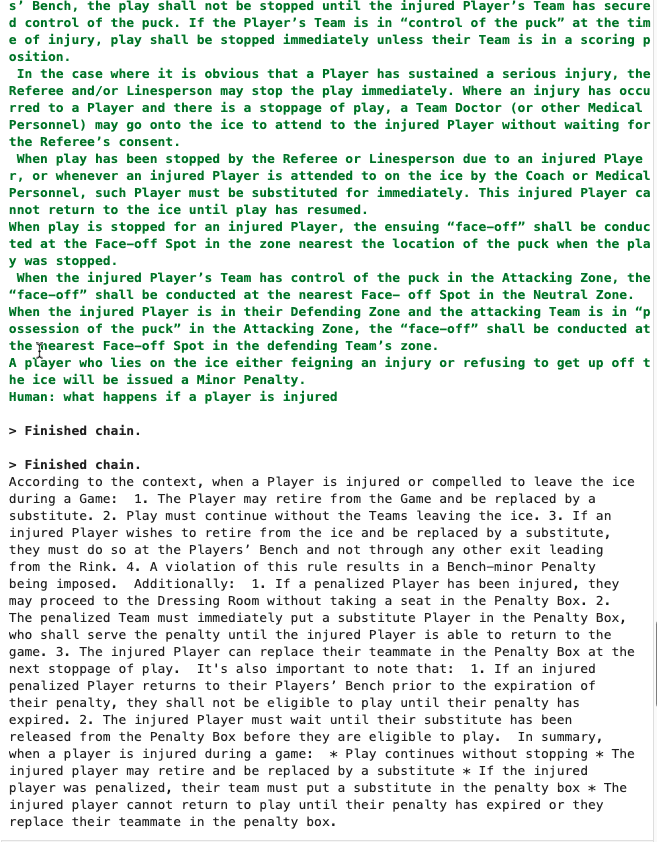 s’ Bench, the play shall not be stopped until the injured Player’s Team has secure
d control of the puck. If the Player’s Team is in “control of the puck” at the tim
e of injury, play shall be stopped immediately unless their Team is in a scoring p
osition.
In the case where it is obvious that a Player has sustained a serious injury, the
Referee and/or Linesperson may stop the play immediately. Where an injury has occu
rred to a Player and there is a stoppage of play, a Team Doctor (or other Medical
Personnel) may go onto the ice to attend to the injured Player without waiting for
the Referee’s consent.
When play has been stopped by the Referee or Linesperson due to an injured Playe
r, or whenever an injured Player is attended to on the ice by the Coach or Medical
Personnel, such Player must be substituted for immediately. This injured Player ca
nnot return to the ice until play has resumed.
When play is stopped for an injured Player, the ensuing “face-off” shall be conduc
ted at the Face-off Spot in the zone nearest the location of the puck when the pla
y was stopped.
When the injured Player’s Team has control of the puck in the Attacking Zone, the
“face-off” shall be conducted at the nearest Face- off Spot in the Neutral Zone.
When the injured Player is in their Defending Zone and the attacking Team is in “p
ossession of the puck” in the Attacking Zone, the “face-off” shall be conducted at
the nearest Face-off Spot in the defending Team’s zone.
A player who lies on the ice either feigning an injury or refusing to get up off t
he ice will be issued a Minor Penalty.
Human: what happens if a player is injured
> Finished chain.
> Finished chain.
According to the context, when a Player is injured or compelled to leave the ice
during a Game:  1. The Player may retire from the Game and be replaced by a
substitute. 2. Play must continue without the Teams leaving the ice. 3. If an
injured Player wishes to retire from the ice and be replaced by a substitute,
they must do so at the Players’ Bench and not through any other exit leading
from the Rink. 4. A violation of this rule results in a Bench-minor Penalty
being imposed.  Additionally:  1. If a penalized Player has been injured, they
may proceed to the Dressing Room without taking a seat in the Penalty Box. 2.
The penalized Team must immediately put a substitute Player in the Penalty Box,
who shall serve the penalty until the injured Player is able to return to the
game. 3. The injured Player can replace their teammate in the Penalty Box at the
next stoppage of play.  It's also important to note that:  1. If an injured
penalized Player returns to their Players’ Bench prior to the expiration of
their penalty, they shall not be eligible to play until their penalty has
expired. 2. The injured Player must wait until their substitute has been
released from the Penalty Box before they are eligible to play.  In summary,
when a player is injured during a game:  * Play continues without stopping * The
injured player may retire and be replaced by a substitute * If the injured
player was penalized, their team must put a substitute in the penalty box * The
injured player cannot return to play until their penalty has expired or they
replace their teammate in the penalty box.